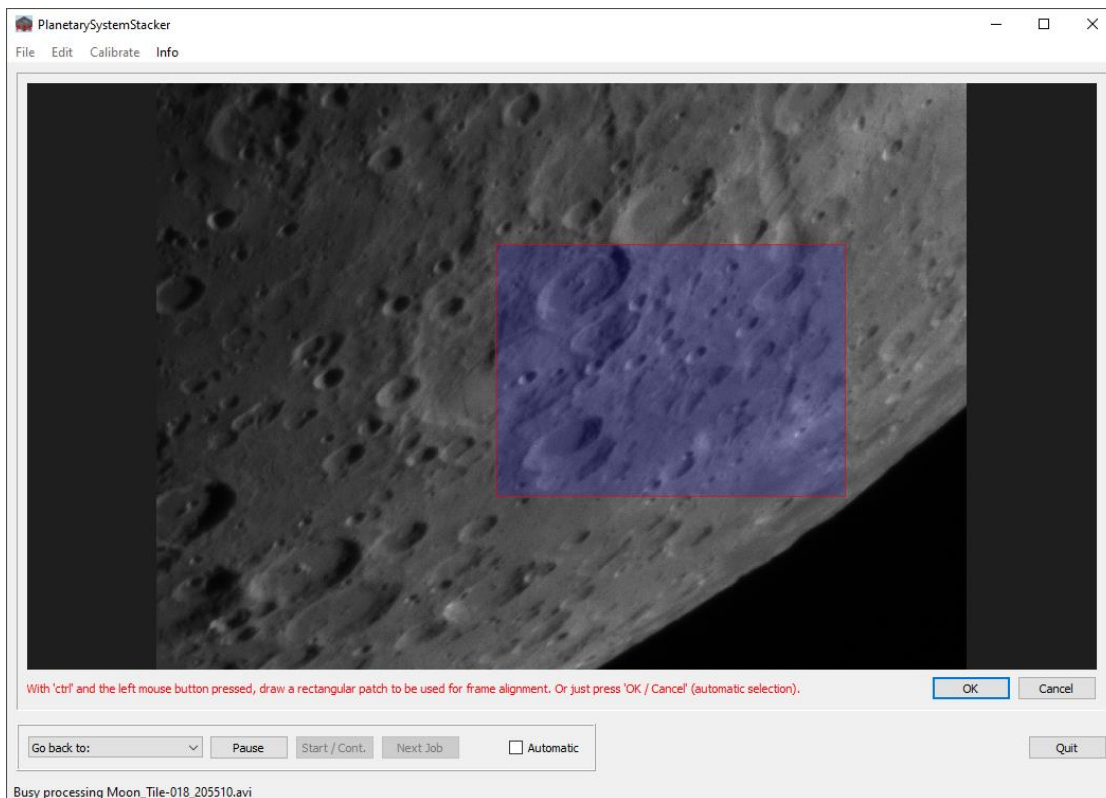 PlanetarySystemStacker
File Edit Calibrate Info
With 'ctrl' and the left mouse button pressed, draw a rectangular patch to be used for frame alignment. Or just press 'OK / Cancel' (automatic selection).
OK Cancel
Go back to: Pause Start / Cont. Next Job Automatic Quit
Busy processing Moon_Tile-018_205510.avi